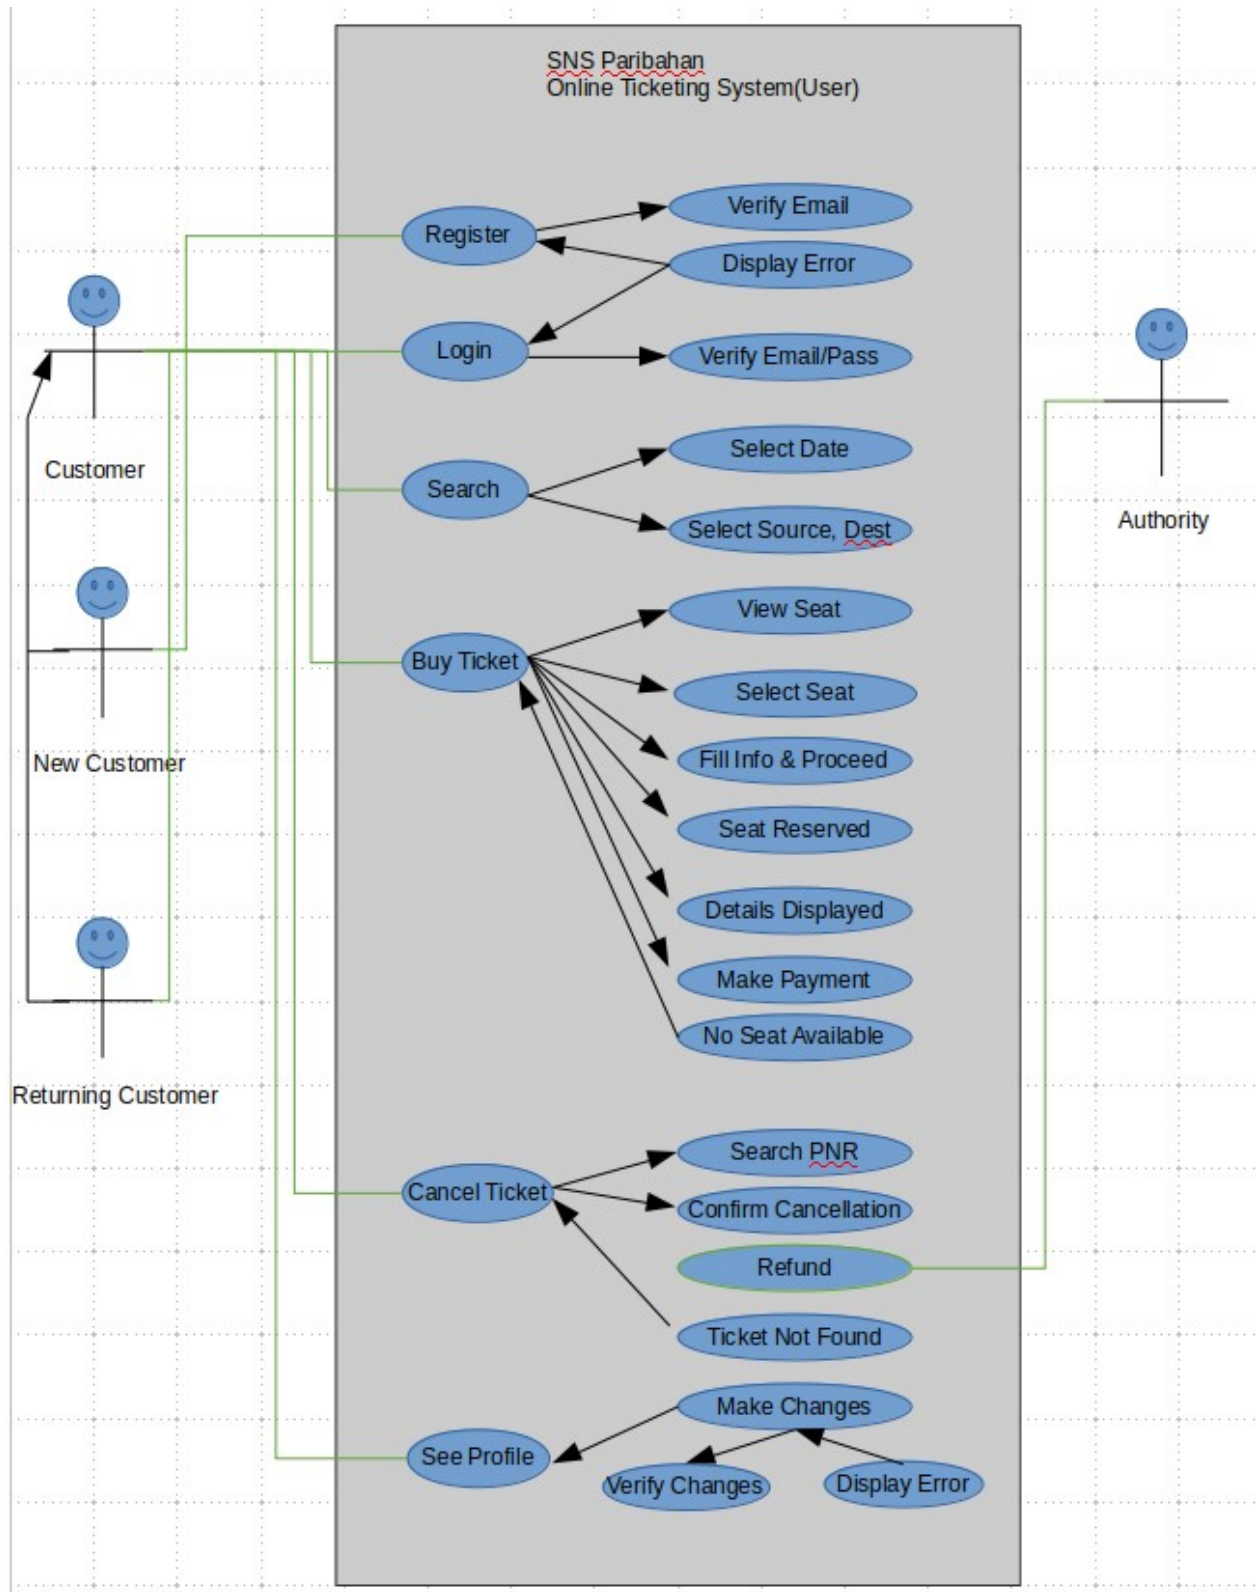 SNS Paribahan
Online Ticketing System(User)
Verify Email
Register
Display Error
Login
Verify Email/Pass
Customer
Select Date
Search
Select Source, Dest
Authority
View Seat
Buy Ticket
Select Seat
New Customer
Fill Info & Proceed
Seat Reserved
Details Displayed
Make Payment
No Seat Available
Returning Customer
Search PNR
Cancel Ticket
Confirm Cancellation
Refund
Ticket Not Found
Make Changes
See Profile
Verify Changes
Display Error